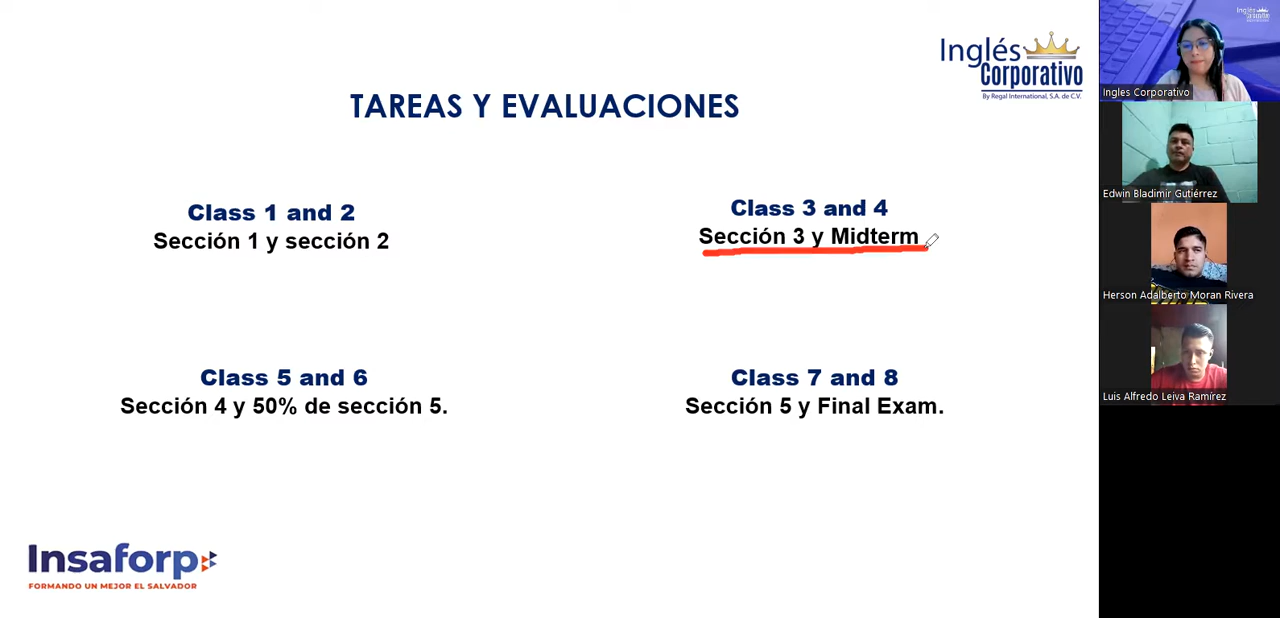 Inglés
Corporativo
By Regal International, S.A. de C.V.
TAREAS Y EVALUACIONES
Class 1 and 2
Sección 1 y sección 2
Class 3 and 4
Sección 3 y Midterm
Class 5 and 6
Sección 4 y 50% de sección 5.
Class 7 and 8
Sección 5 y Final Exam.
Insaforp
FORMANDO UN MEJOR EL SALVADOR
Inglés
Corporativo
Ingles Corporativo
Edwin Bladimir Gutiérrez
Herson Adalberto Moran Rivera
Luis Alfredo Leiva Ramírez